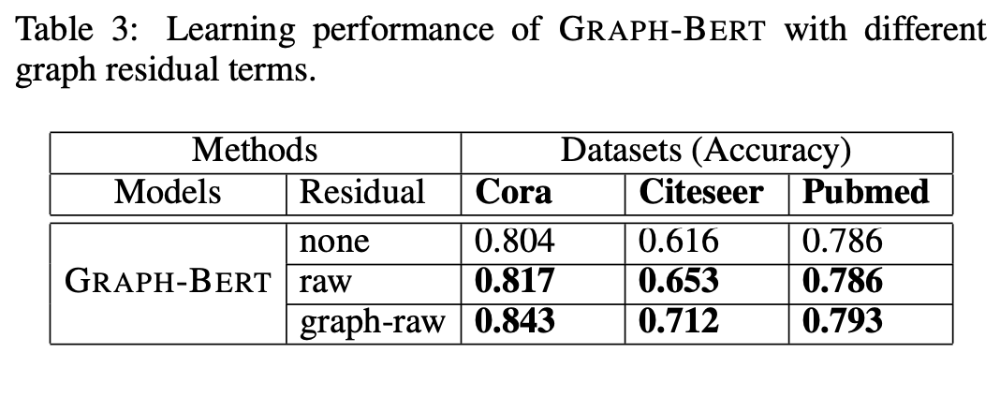 Table 3: Learning performance of GRAPH-BERT with different
graph residual terms.
Methods Datasets (Accuracy)
Models Residual Cora Citeseer Pubmed
none 0.804 0.616 0.786
GRAPH-BERT raw 0.817 0.653 0.786
graph-raw 0.843 0.712 0.793